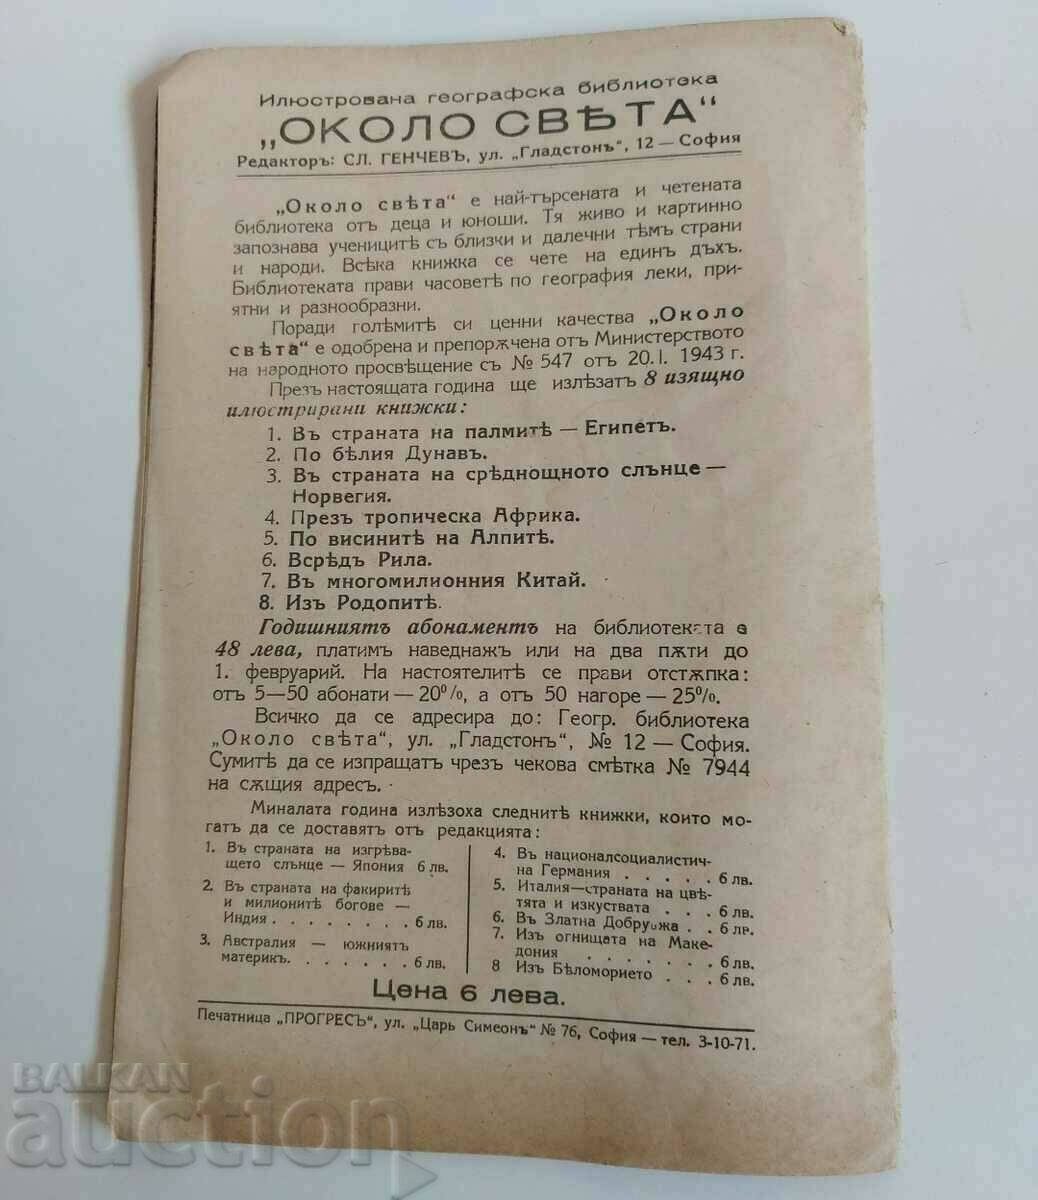 Илюстрована географска библиотека
„ОКОЛО СВѢТА“
Редакторъ: СЛ. ГЕНЧЕВЪ, ул. „Гладстонъ“, 12 — София
„Около свѣта“ е най-търсената и четената
библиотека отъ деца и юноши. Тя живо и картинно
запознава ученицитѣ съ близки и далечни тѣмъ страни
и народи. Всѣка книжка се чете на единъ дъхъ.
Библиотеката прави часоветѣ по география леки, при-
ятни и разнообразни.
Поради голѣмитѣ си ценни качества „Около
свѣта“ е одобрена и препорѫчена отъ Министерството
на народното просвѣщение съ № 547 отъ 20.I. 1943 г.
Презъ настоящата година ще излѣзатъ 8 изящно
илюстрирани книжки:
1. Въ страната на палмитѣ — Египетъ.
2. По бѣлия Дунавъ.
3. Въ страната на срѣднощното слънце —
Норвегия.
4. Презъ тропическа Африка.
5. По висинитѣ на Алпитѣ.
6. Всрѣдъ Рила.
7. Въ многомилионния Китай.
8. Изъ Родопитѣ.
Годишниятъ абонаментъ на библиотеката е
48 лева, платимъ наведнажъ или на два пѫти до
1. февруарий. На настоятелитѣ се прави отстѫпка:
отъ 5—50 абонати — 20%, а отъ 50 нагоре — 25%.
Всичко да се адресира до: Геогр. библиотека
„Около свѣта“, ул. „Гладстонъ“, № 12 — София.
Сумитѣ да се изпращатъ чрезъ чекова смѣтка № 7944
на сѫщия адресъ.
Миналата година излѣзоха следнитѣ книжки, които мо-
гатъ да се доставятъ отъ редакцията:
1. Въ страната на изгрѣва-
щето слънце — Япония 6 лв.
2. Въ страната на факиритѣ
и милионитѣ богове —
Индия . . . . . . . . 6 лв.
3. Австралия — южниятъ
материкъ. . . . . . . 6 лв.
4. Въ националсоциалистич-
на Германия . . . . . 6 лв.
5. Италия—страната на цвѣ-
тята и изкуствата . . . 6 лв.
6. Въ Златна Добруджа . . 6 лв.
7. Изъ огнищата на Маке-
дония . . . . . . . 6 лв.
8 Изъ Бѣломорието . . . 6 лв.
Цена 6 лева.
Печатница „ПРОГРЕСЪ“, ул. „Царь Симеонъ“ № 76, София — тел. 3-10-71.
BALKAN
auction